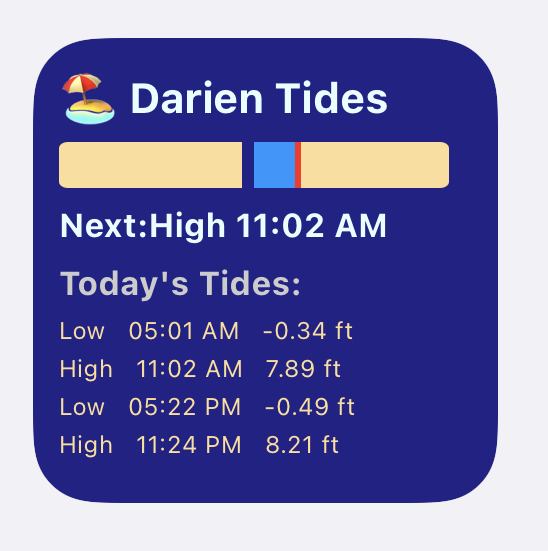 Darien Tides
Next:High 11:02 AM
Today's Tides:
Low 05:01 AM -0.34 ft
High 11:02 AM 7.89 ft
Low 05:22 PM -0.49 ft
High 11:24 PM 8.21 ft